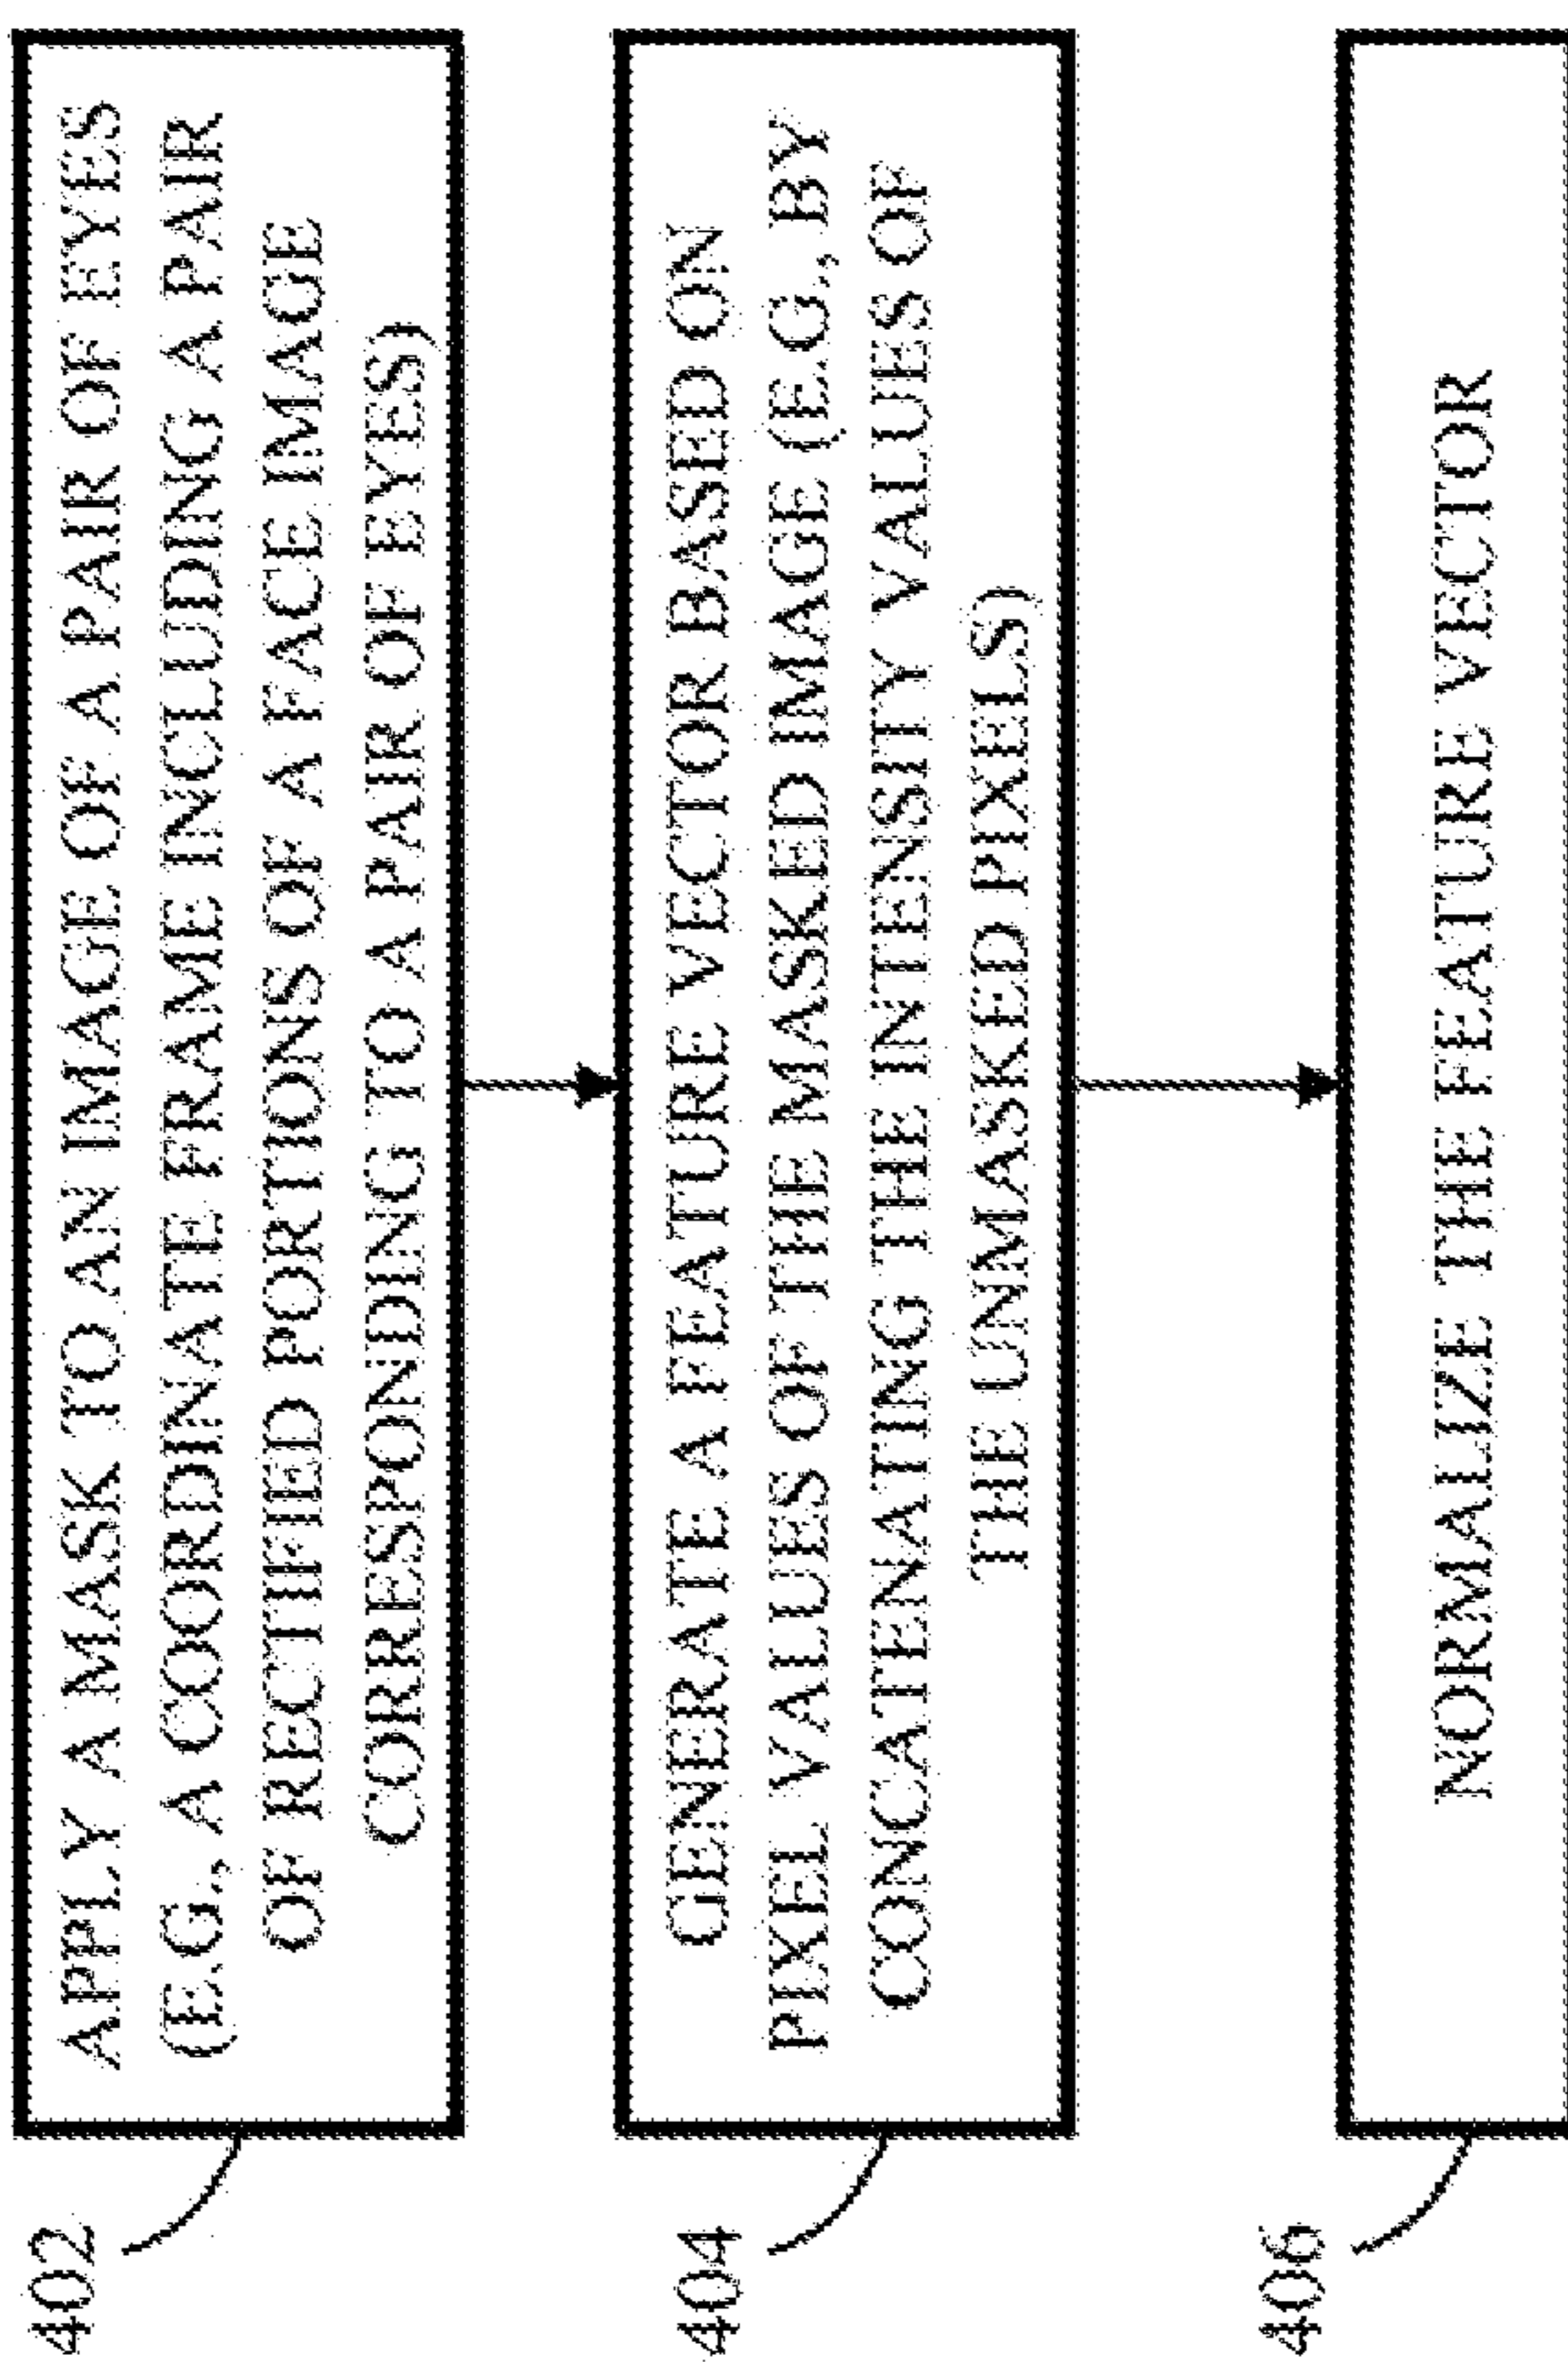 402
APPLY A MASK TO AN IMAGE OF A PAIR OF EYES
(E.G., A COORDINATE FRAME INCLUDING A PAIR
OF RECTIFIED PORTIONS OF A FACE IMAGE
CORRESPONDING TO A PAIR OF EYES)
404
GENERATE A FEATURE VECTOR BASED ON
PIXEL VALUES OF THE MASKED IMAGE (E.G., BY
CONCATENATING THE INTENSITY VALUES OF
THE UNMASKED PIXELS)
406
NORMALIZE THE FEATURE VECTOR